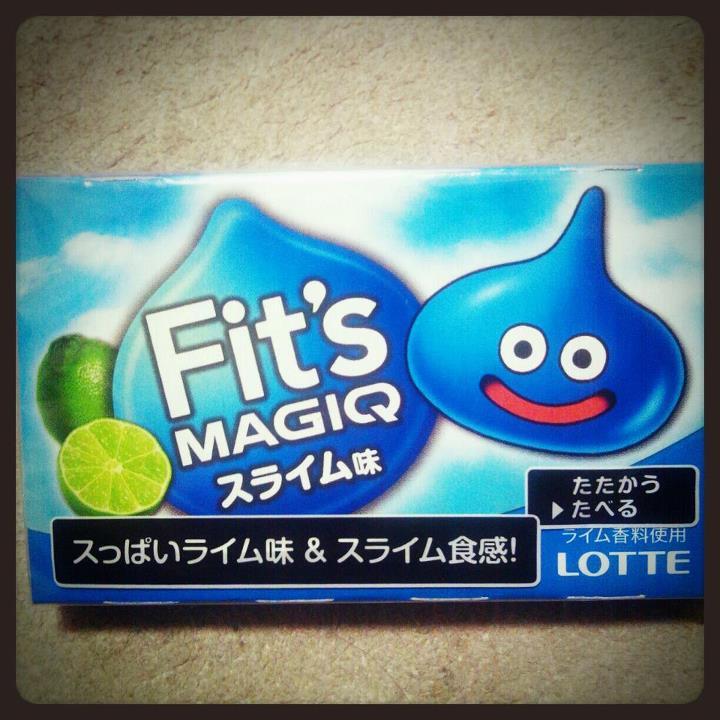 Fit's
MAGIQ
スライム味
たたかう
▶たべる
スっぱいライム味 & スライム食感!
ライム香料使用
LOTTE